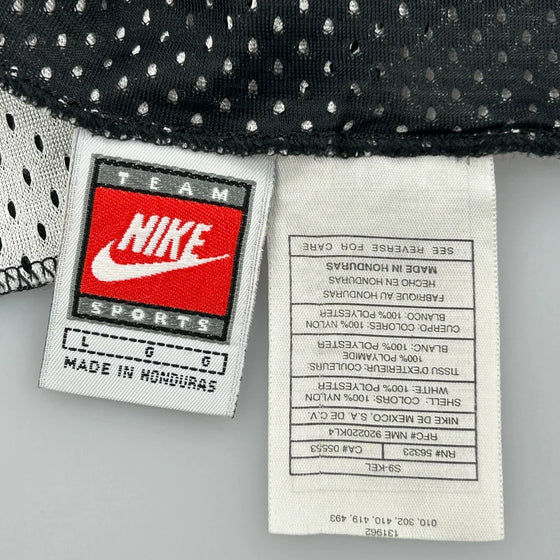 TEAM
NIKE
SPORTS
L G G
MADE IN HONDURAS
131962
010, 302, 410, 419, 493
S9-KEL
RN# 56323 CA# 05553
RFC# NME 920220KL4
NIKE DE MEXICO, S.A. DE C.V.
SHELL: COLORS: 100% NYLON
WHITE: 100% POLYESTER
TISSU D'EXTERIEUR: COULEURS:
100% POLYAMIDE
BLANC: 100% POLYESTER
CUERPO: COLORES: 100% NYLON
BLANC: 100% POLYESTER
FABRIQUE AU HONDURAS
HECHO EN HONDURAS
MADE IN HONDURAS
SEE REVERSE FOR CARE